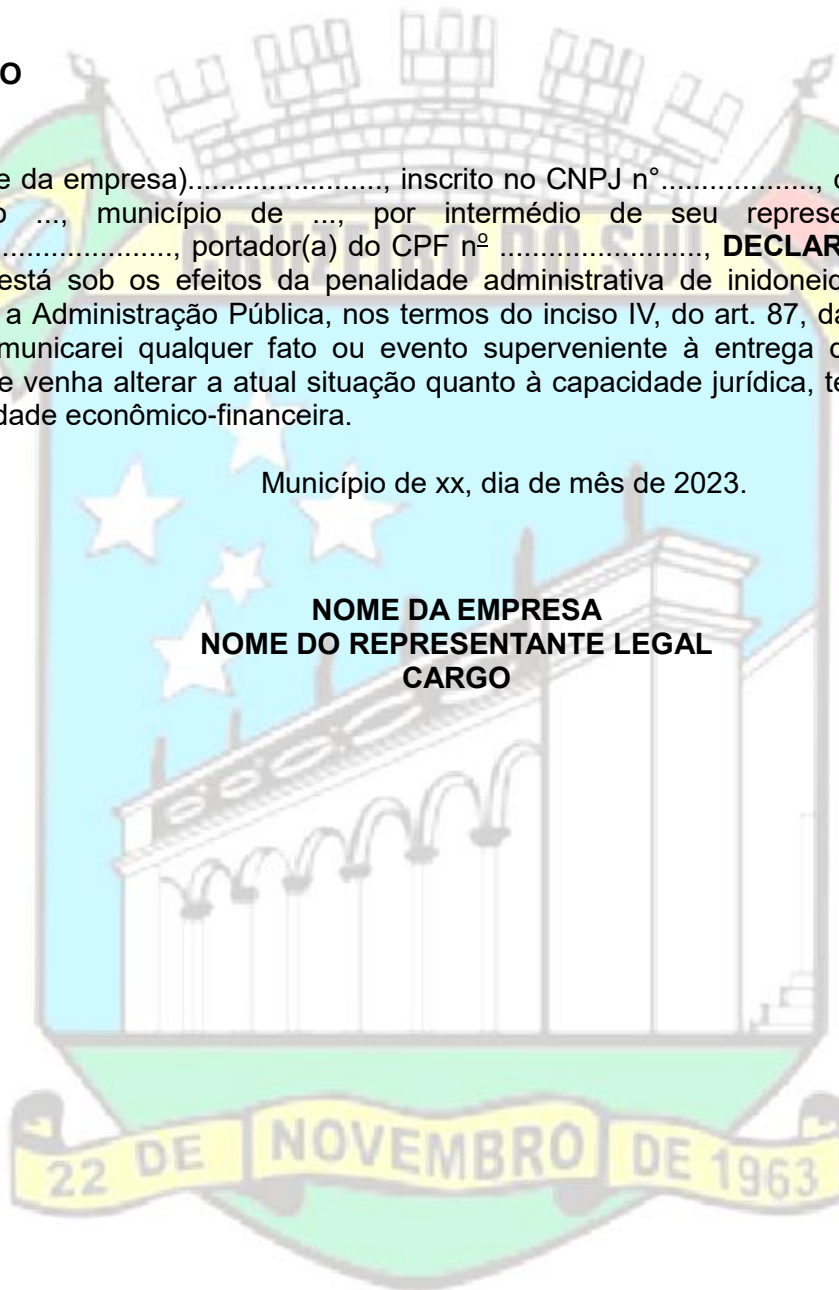 O
e da empresa)........................, inscrito no CNPJ n°..................., 
o ..., município de ..., por intermédio de seu represe
......................, portador(a) do CPF nº ........................, DECLAR
está sob os efeitos da penalidade administrativa de inidoneid
a Administração Pública, nos termos do inciso IV, do art. 87, da
municarei qualquer fato ou evento superveniente à entrega
e venha alterar a atual situação quanto à capacidade jurídica, té
dade econômico-financeira.
Município de xx, dia de mês de 2023.
NOME DA EMPRESA
NOME DO REPRESENTANTE LEGAL
CARGO
22 DE NOVEMBRO DE 1963